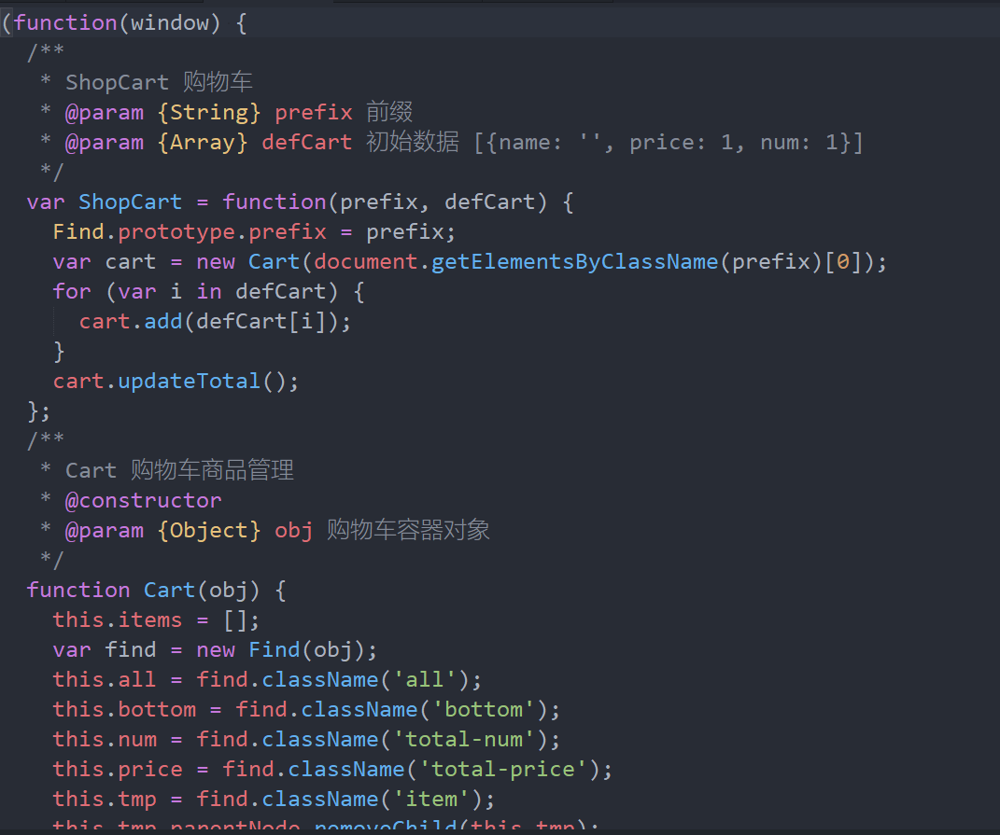 (function(window) {
/**
* ShopCart 购物车
* @param {String} prefix 前缀
* @param {Array} defCart 初始数据 [{name: '', price: 1, num: 1}]
*/
var ShopCart = function(prefix, defCart) {
Find.prototype.prefix = prefix;
var cart = new Cart(document.getElementsByClassName(prefix)[0]);
for (var i in defCart) {
cart.add(defCart[i]);
}
cart.updateTotal();
};
/**
* Cart 购物车商品管理
* @constructor
* @param {Object} obj 购物车容器对象
*/
function Cart(obj) {
this.items = [];
var find = new Find(obj);
this.all = find.className('all');
this.bottom = find.className('bottom');
this.num = find.className('total-num');
this.price = find.className('total-price');
this.tmp = find.className('item');
this.tmp.parentNode.removeChild(this.tmp);